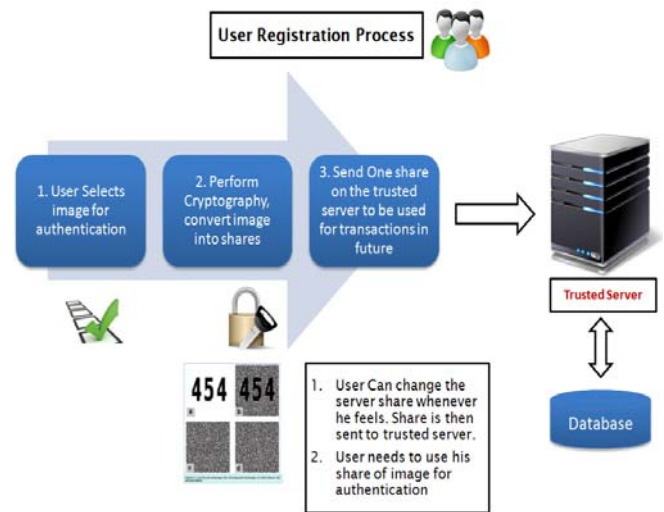 User Registration Process
1. User Selects
image for
authentication
2. Perform
Cryptography,
convert image
into shares
3. Send One share
on the trusted
server to be used
for transactions in
future
Trusted Server
454 454
1. User Can change the
server share whenever
he feels. Share is then
sent to trusted server.
2. User needs to use his
share of image for
authentication
Database